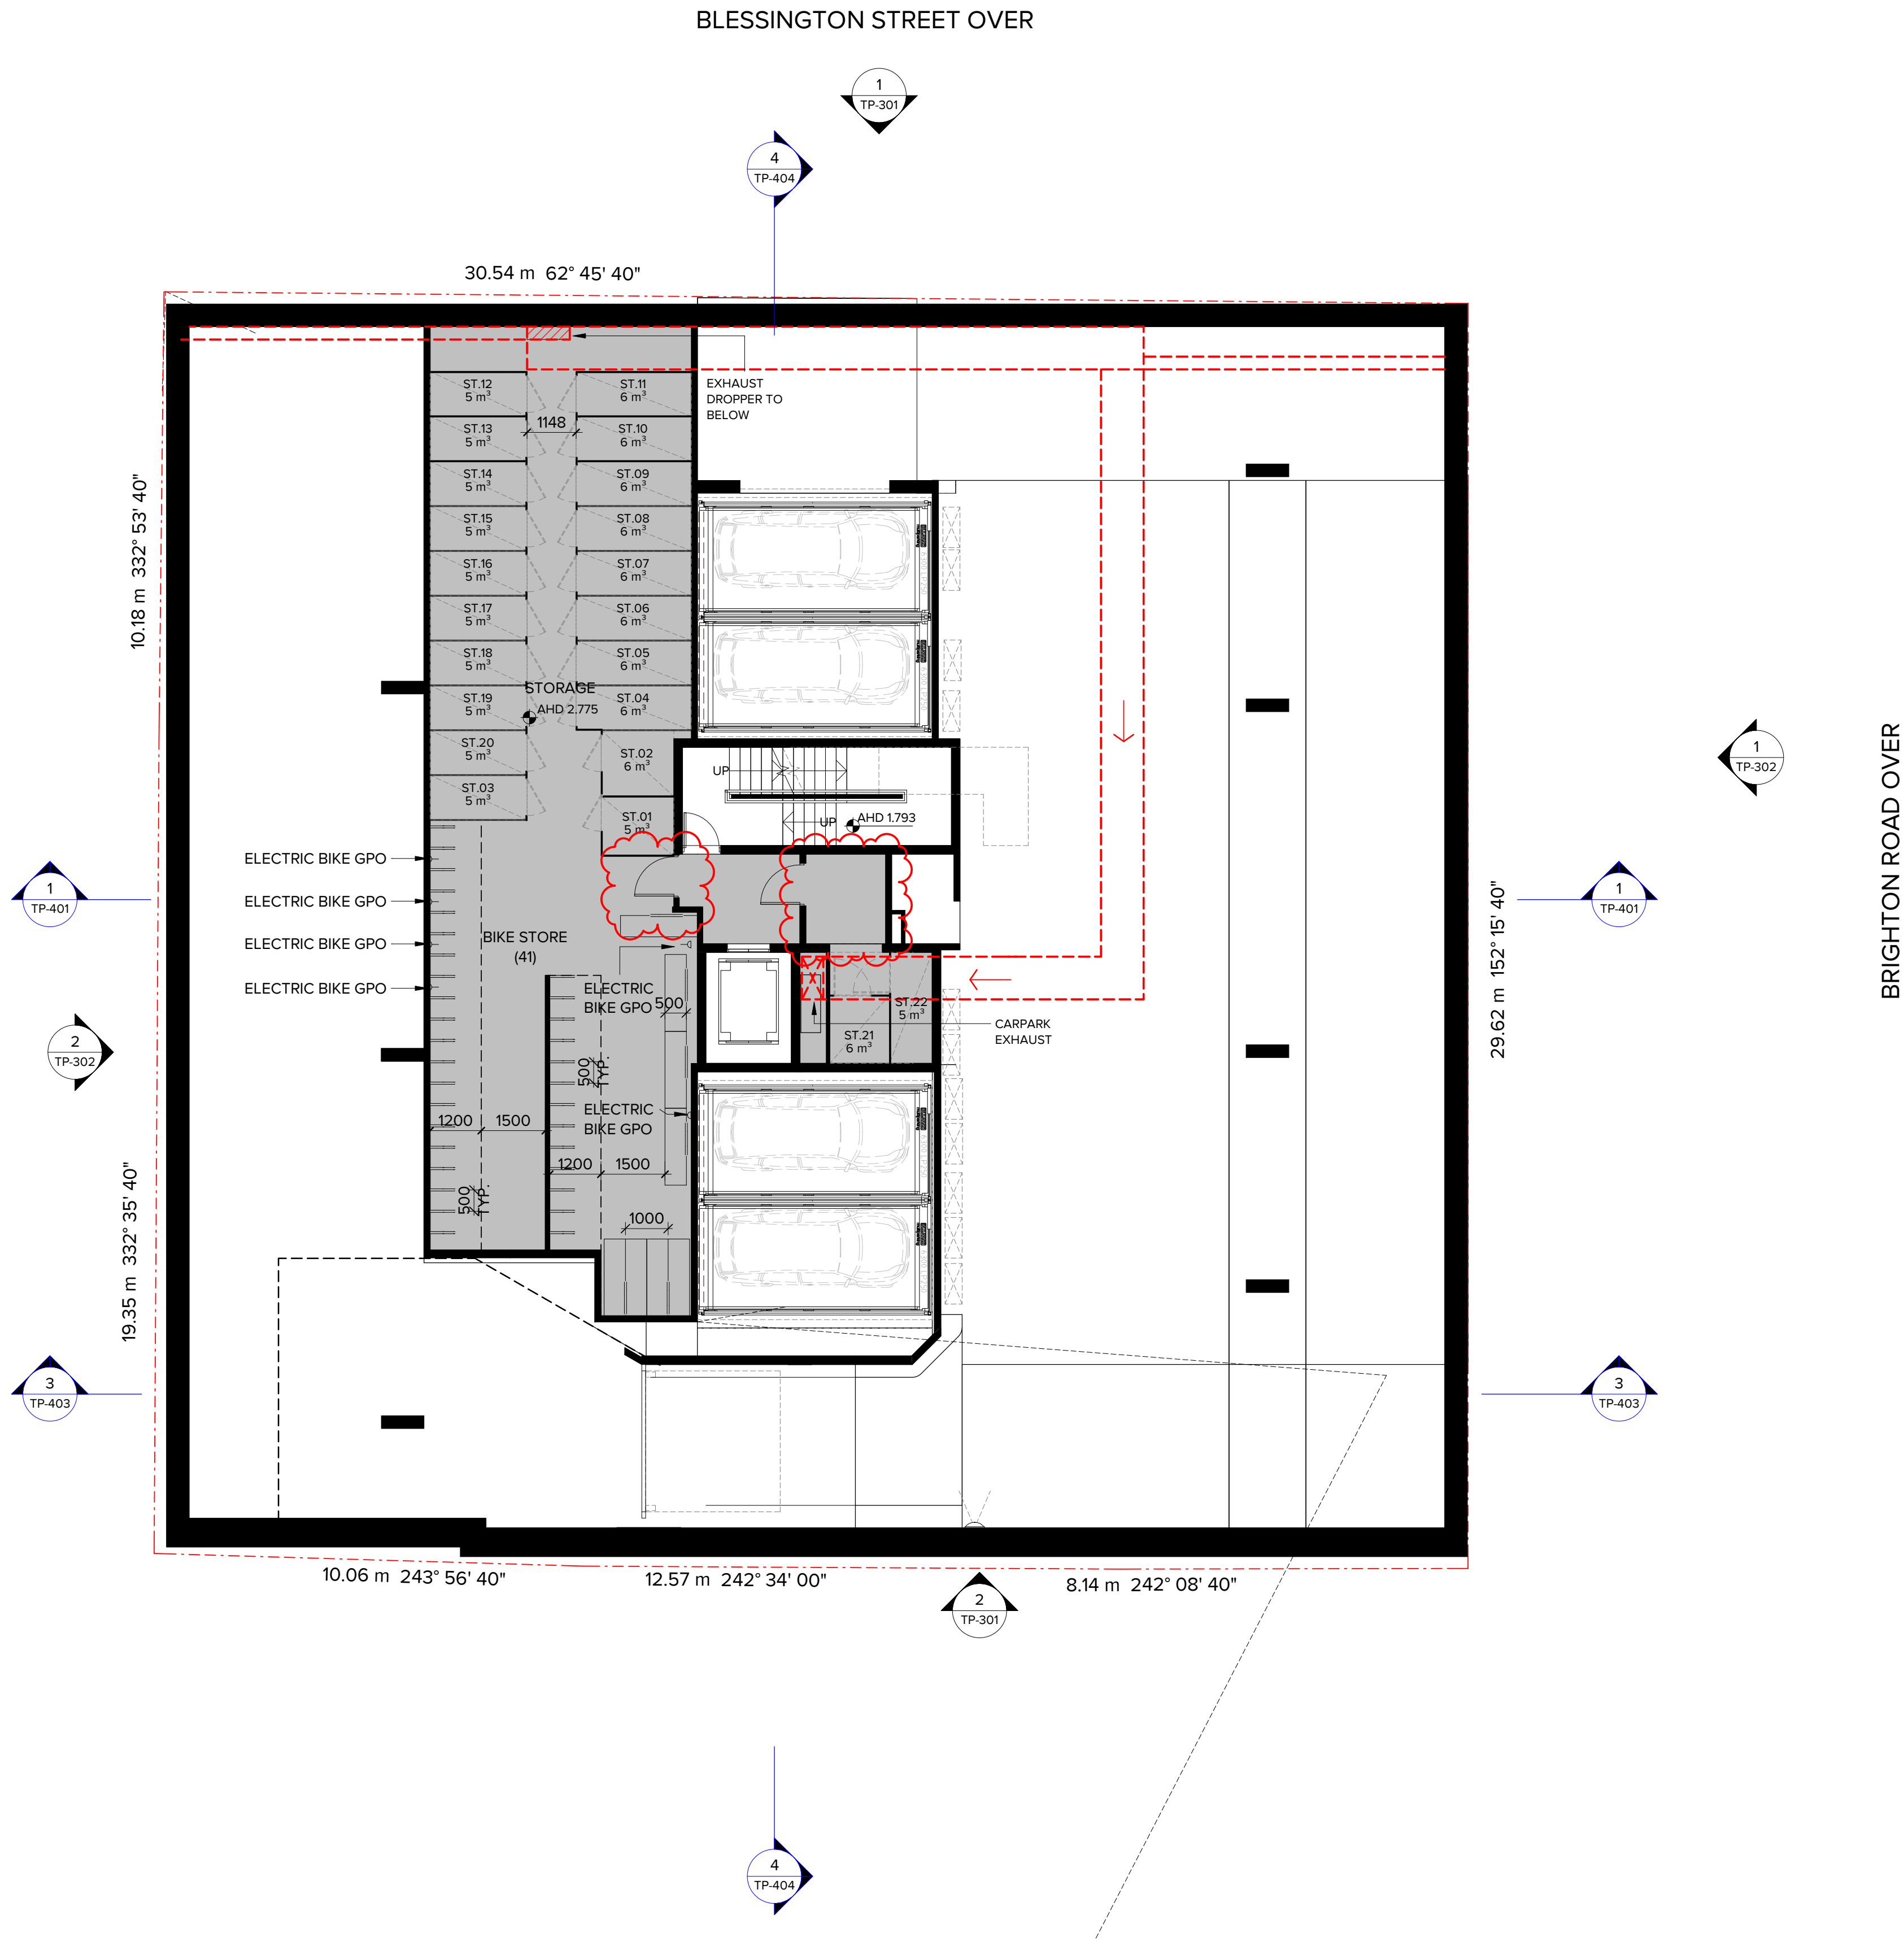 BLESSINGTON STREET OVER
1
TP-301
4
TP-404
30.54 m 62° 45' 40"
10.18 m 332° 53' 40"
19.35 m 332° 35' 40"
EXHAUST
DROPPER TO
BELOW
ST.12
5 m³
ST.11
6 m³
1148
ST.13
5 m³
ST.10
6 m³
ST.14
5 m³
ST.09
6 m³
ST.15
5 m³
ST.08
6 m³
ST.16
5 m³
ST.07
6 m³
ST.17
5 m³
ST.06
6 m³
ST.18
5 m³
ST.05
6 m³
STORAGE
AHD 2.775
ST.19
5 m³
ST.04
6 m³
ST.20
5 m³
ST.02
6 m³
ST.03
5 m³
ST.01
5 m³
UP
UP
AHD 1.793
1
TP-302
BRIGHTON ROAD OVER
ELECTRIC BIKE GPO
ELECTRIC BIKE GPO
ELECTRIC BIKE GPO
ELECTRIC BIKE GPO
1
TP-401
1
TP-401
29.62 m 152° 15' 40"
BIKE STORE
(41)
ELECTRIC
BIKE GPO
500
ST.22
5 m³
ST.21
6 m³
CARPARK
EXHAUST
2
TP-302
500
TYP.
ELECTRIC
BIKE GPO
1200
1500
1200
1500
500
TYP.
1000
3
TP-403
3
TP-403
10.06 m 243° 56' 40"
12.57 m 242° 34' 00"
8.14 m 242° 08' 40"
2
TP-301
4
TP-404